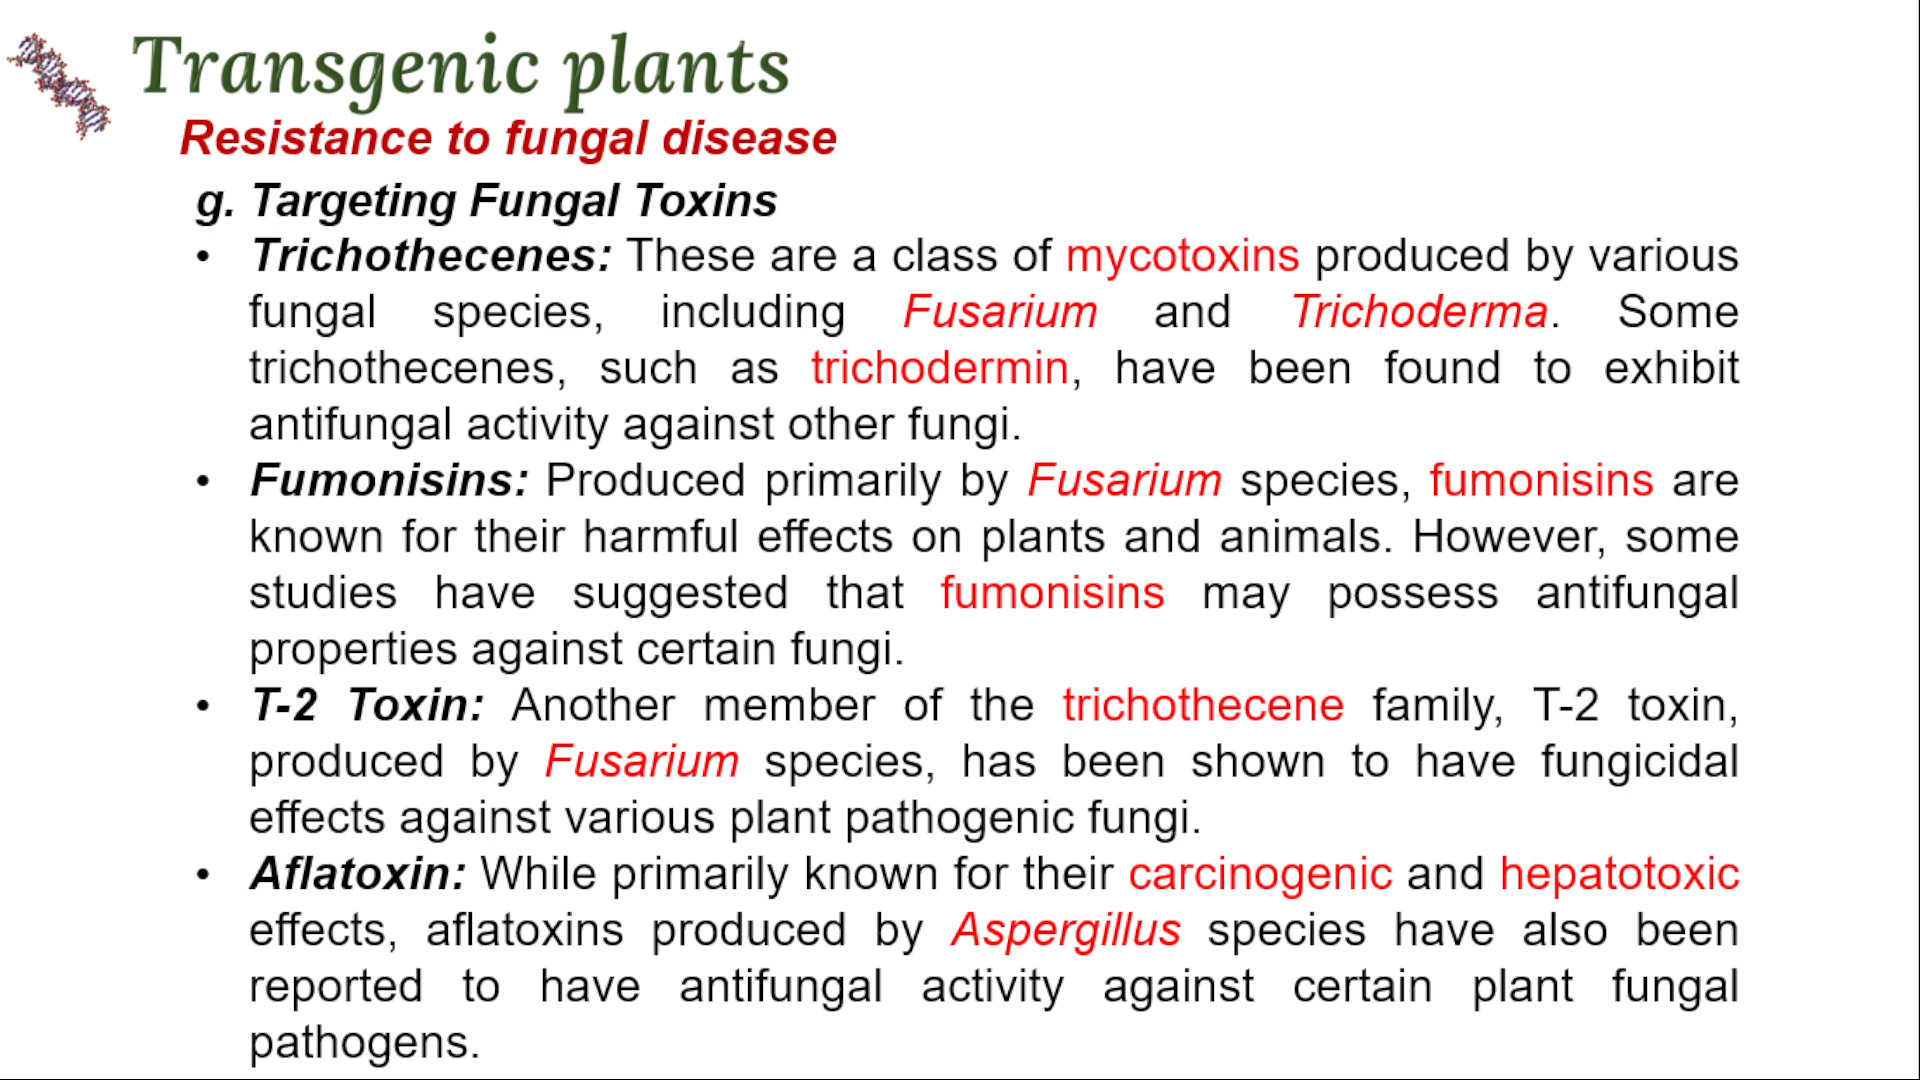 Transgenic plants
Resistance to fungal disease
g. Targeting Fungal Toxins
• Trichothecenes: These are a class of mycotoxins produced by various
fungal species, including Fusarium and Trichoderma. Some
trichothecenes, such as trichodermin, have been found to exhibit
antifungal activity against other fungi.
• Fumonisins: Produced primarily by Fusarium species, fumonisins are
known for their harmful effects on plants and animals. However, some
studies have suggested that fumonisins may possess antifungal
properties against certain fungi.
• T-2 Toxin: Another member of the trichothecene family, T-2 toxin,
produced by Fusarium species, has been shown to have fungicidal
effects against various plant pathogenic fungi.
• Aflatoxin: While primarily known for their carcinogenic and hepatotoxic
effects, aflatoxins produced by Aspergillus species have also been
reported to have antifungal activity against certain plant fungal
pathogens.